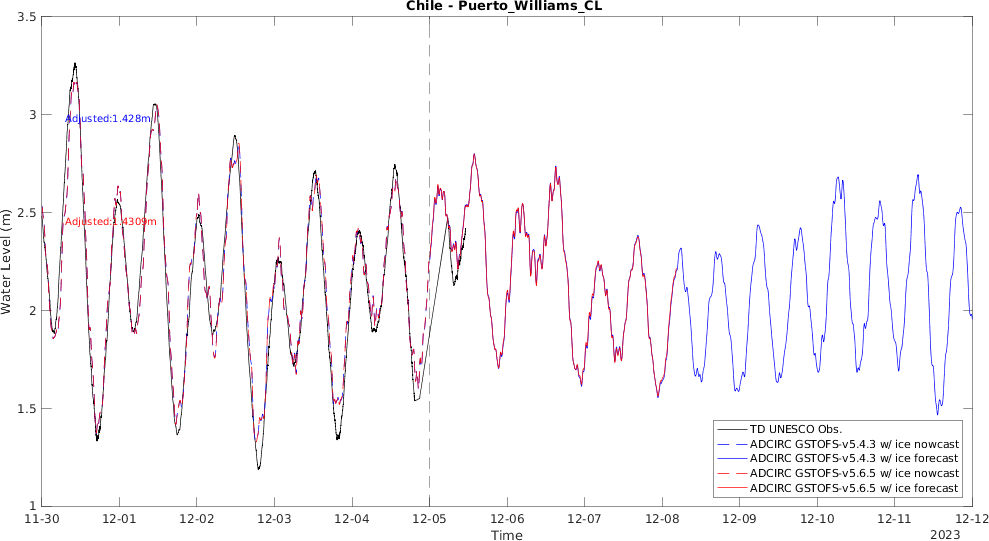 Chile - Puerto_Williams_CL
3.5
3
2.5
2
1.5
1
Water Level (m)
Adjusted:1.428m
Adjusted:1.4309m
TD UNESCO Obs.
ADCIRC GSTOFS-v5.4.3 w/ ice nowcast
ADCIRC GSTOFS-v5.4.3 w/ ice forecast
ADCIRC GSTOFS-v5.6.5 w/ ice nowcast
ADCIRC GSTOFS-v5.6.5 w/ ice forecast
11-30 12-01 12-02 12-03 12-04 12-05 12-06 12-07 12-08 12-09 12-10 12-11 12-12
Time
2023